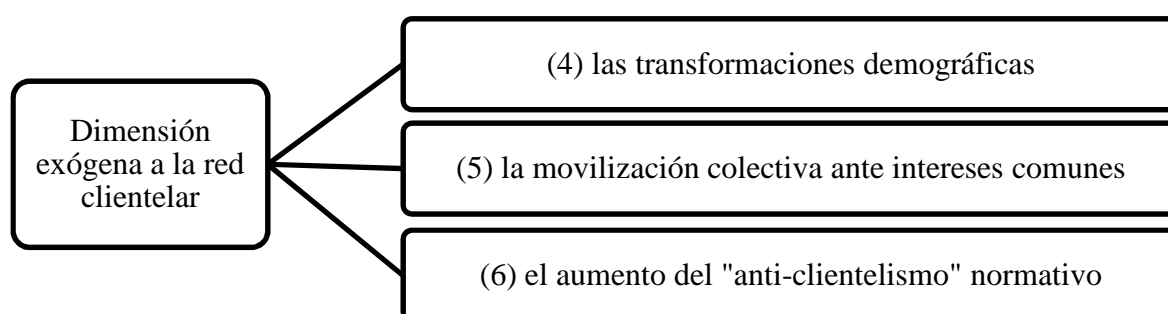 Dimensión
exógena a la red
clientelar
(4) las transformaciones demográficas
(5) la movilización colectiva ante intereses comunes
(6) el aumento del "anti-clientelismo" normativo